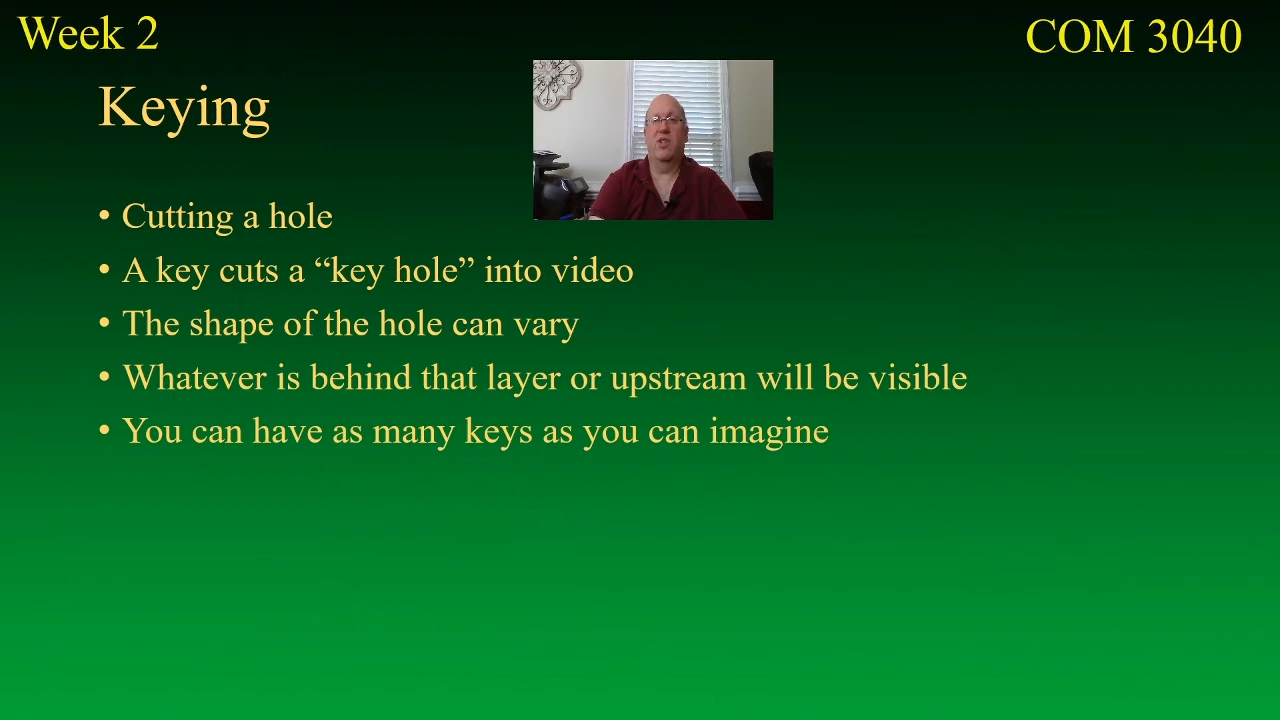 Week 2
COM 3040
Keying
• Cutting a hole
• A key cuts a “key hole” into video
• The shape of the hole can vary
• Whatever is behind that layer or upstream will be visible
• You can have as many keys as you can imagine